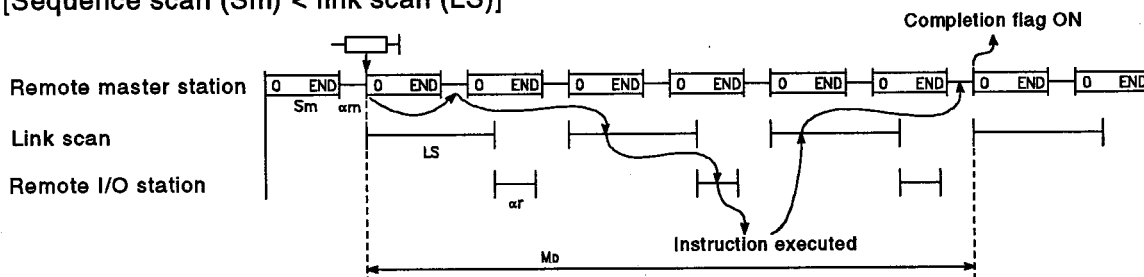 [Sequence scan (Sm) < link scan (LS)]
Completion flag ON
Remote master station
0 END 0 END 0 END 0 END 0 END 0 END 0 END 0 END 0 END
Sm αm
Link scan
LS
Remote I/O station
αr
Instruction executed
MD